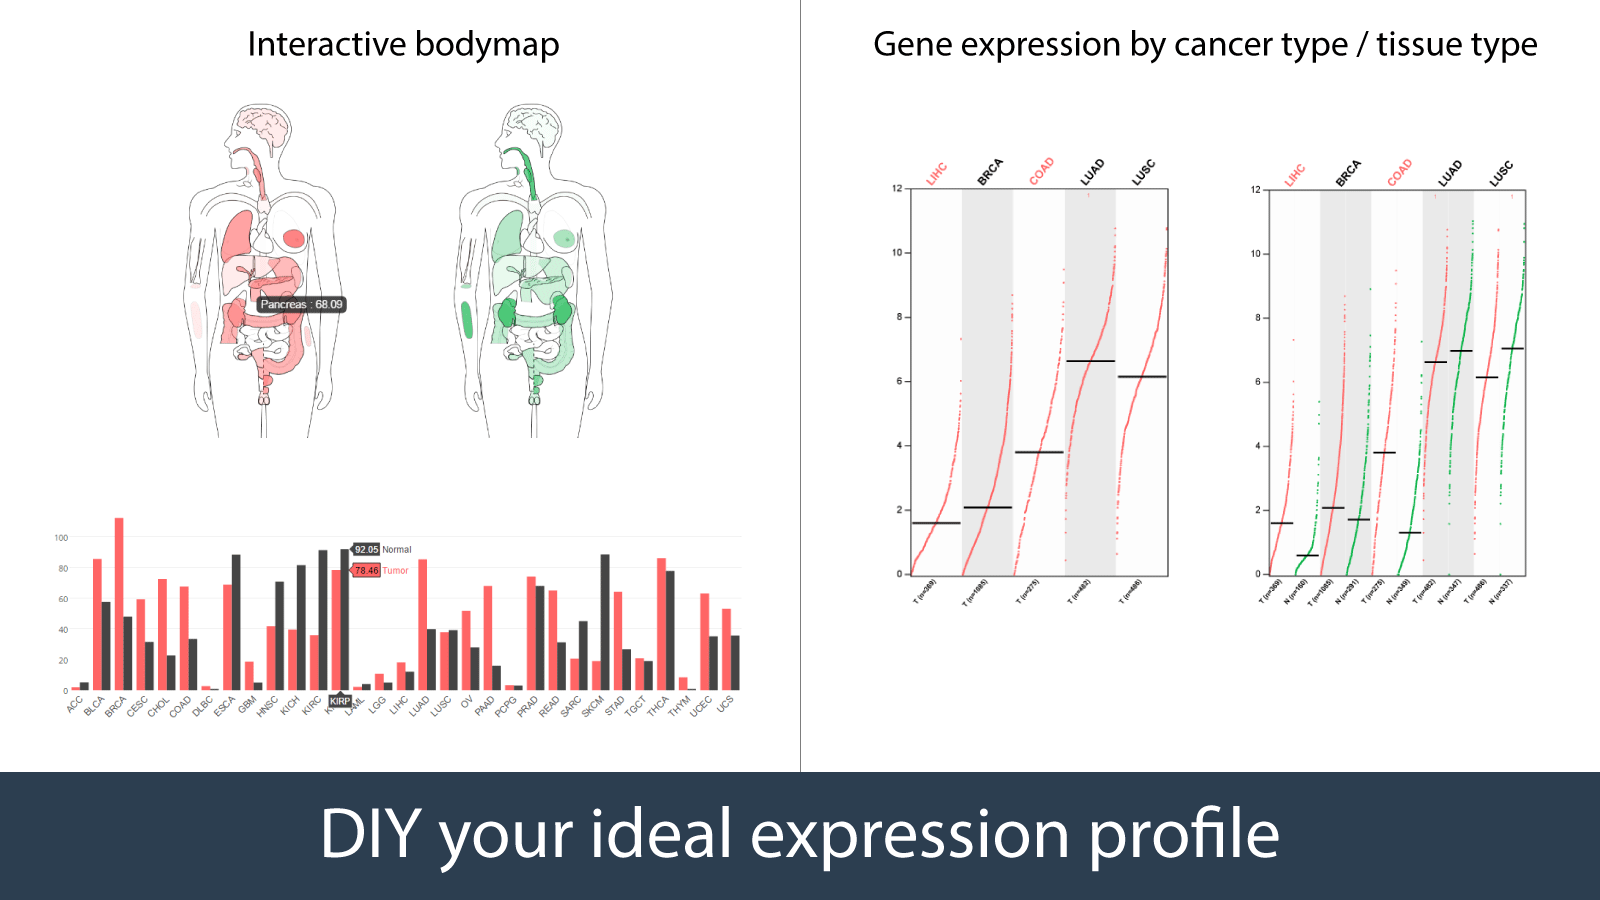 Interactive bodymap
Gene expression by cancer type / tissue type
Pancreas : 68.09
100
80
60
40
20
0
92.05 Normal
78.46 Tumor
ACC
BLCA
BRCA
CESC
CHOL
COAD
DLBC
ESCA
GBM
HNSC
KICH
KIRC
KIRP
LAML
LGG
LIHC
LUAD
LUSC
OV
PAAD
PCPG
PRAD
READ
SARC
SKCM
STAD
TGCT
THCA
THYM
UCEC
UCS
LIHC
BRCA
COAD
LUAD
LUSC
12
10
8
6
4
2
0
T (n=369)
T (n=1085)
T (n=275)
T (n=482)
T (n=486)
LIHC
BRCA
COAD
LUAD
LUSC
12
10
8
6
4
2
0
T (n=369)
N (n=160)
T (n=1085)
N (n=291)
T (n=275)
N (n=349)
T (n=482)
N (n=347)
T (n=486)
N (n=337)
DIY your ideal expression profile